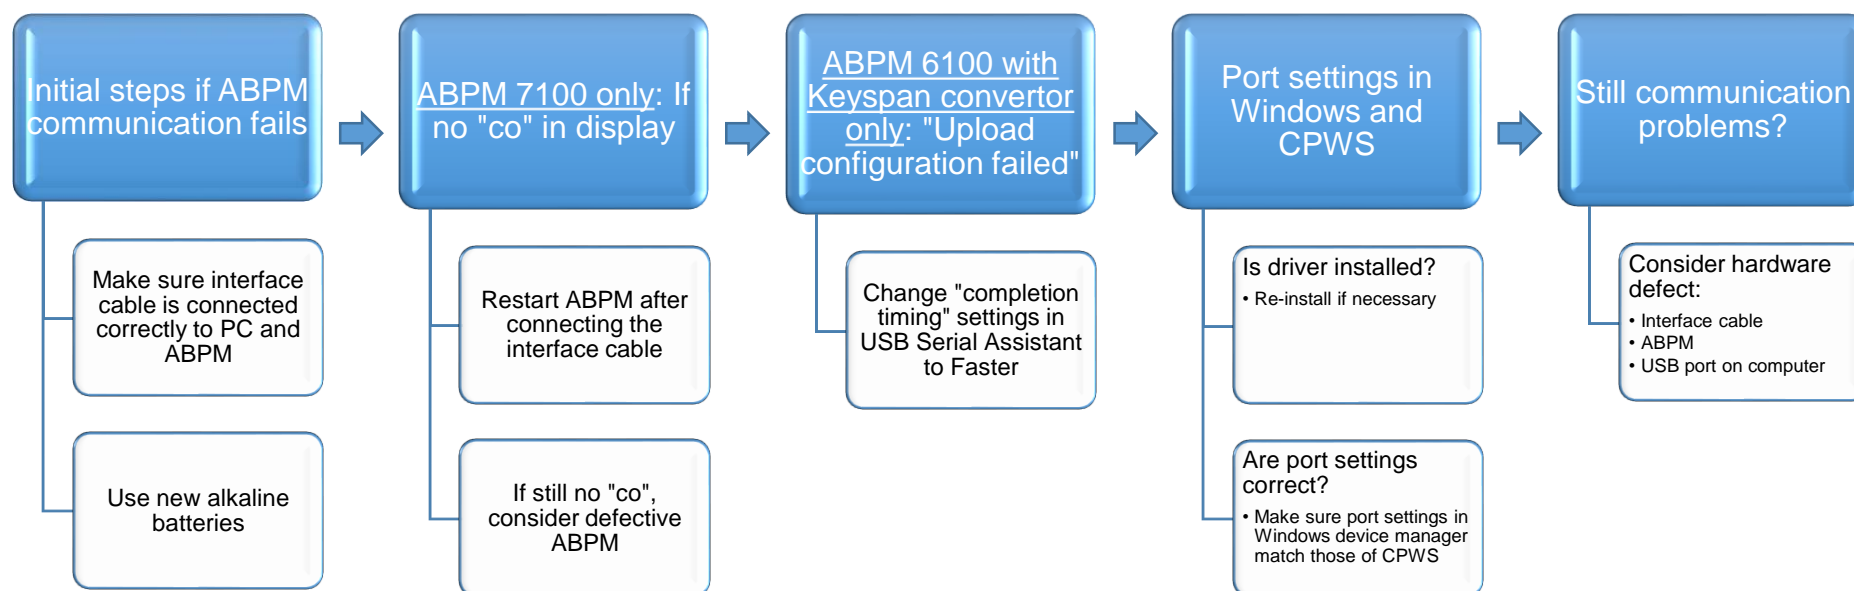 Initial steps if ABPM
communication fails
Make sure interface
cable is connected
correctly to PC and
ABPM
Use new alkaline
batteries
ABPM 7100 only: If
no "co" in display
Restart ABPM after
connecting the
interface cable
If still no "co",
consider defective
ABPM
ABPM 6100 with
Keyspan convertor
only: "Upload
configuration failed"
Change "completion
timing" settings in
USB Serial Assistant
to Faster
Port settings in
Windows and
CPWS
Is driver installed?
• Re-install if necessary
Are port settings
correct?
• Make sure port settings in
Windows device manager
match those of CPWS
Still communication
problems?
Consider hardware
defect:
• Interface cable
• ABPM
• USB port on computer